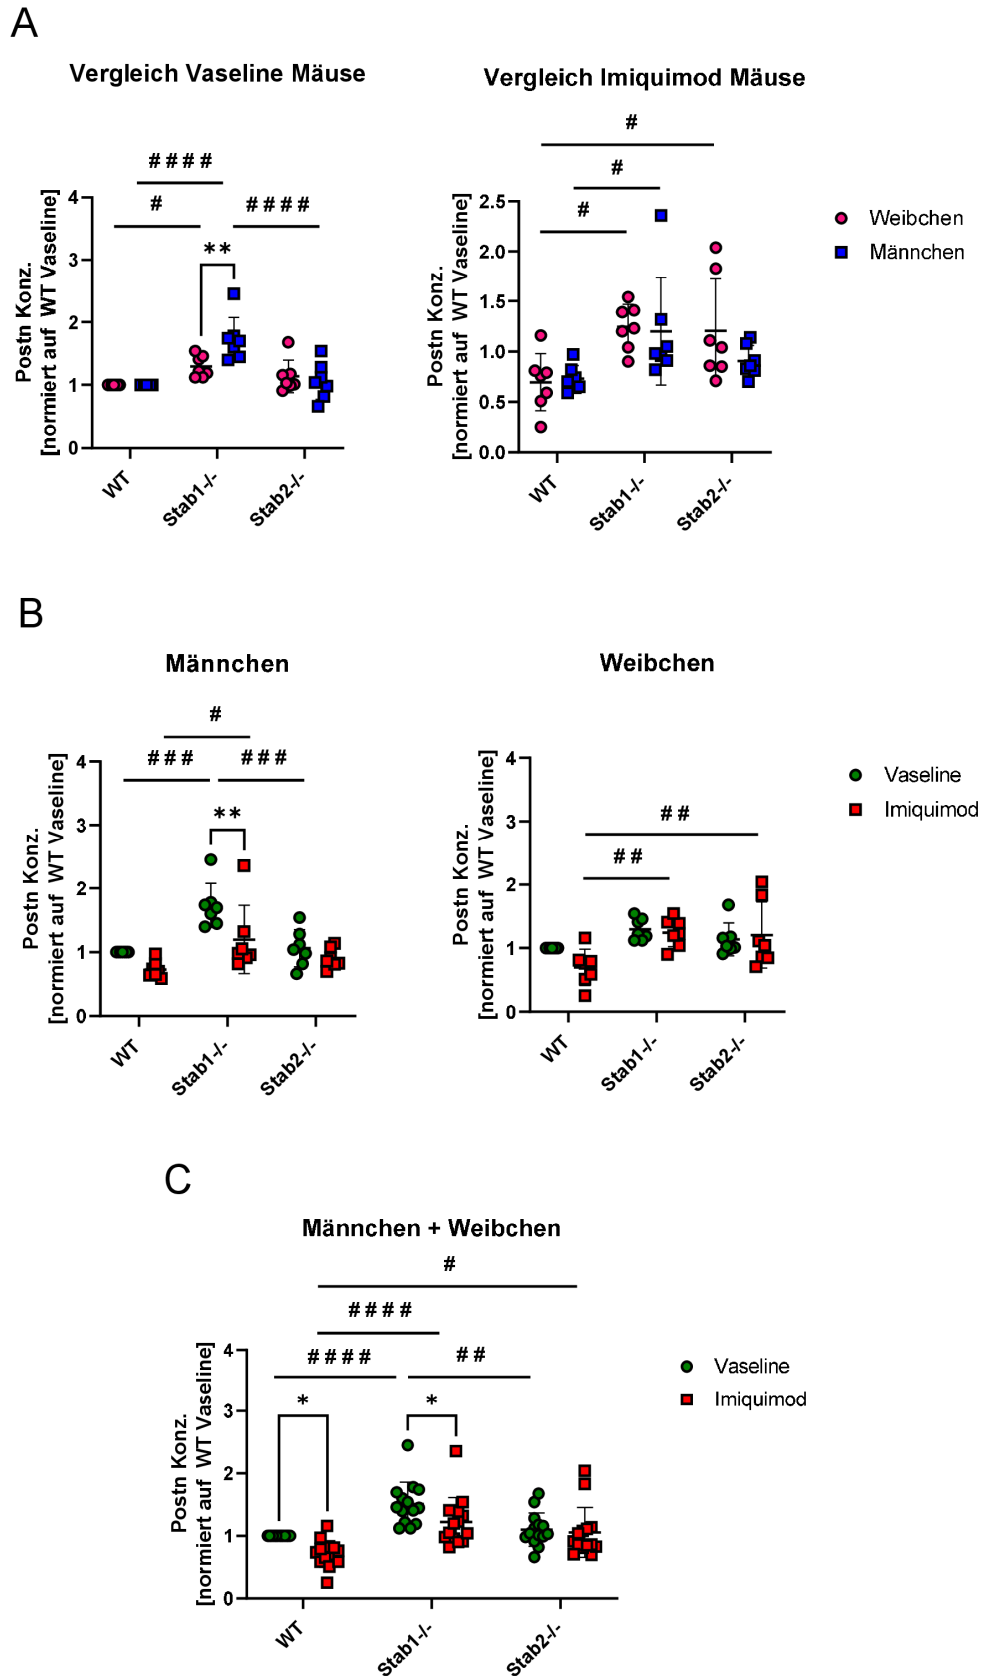 A
Vergleich Vaseline Mäuse
####
#
####
**
Postn Konz.
[normiert auf WT Vaseline]
4
3
2
1
0
WT
Stab1-/-
Stab2-/-
Vergleich Imiquimod Mäuse
#
#
#
Postn Konz.
[normiert auf WT Vaseline]
2.5
2.0
1.5
1.0
0.5
0.0
WT
Stab1-/-
Stab2-/-
Weibchen
Männchen
B
Männchen
#
###
###
**
Postn Konz.
[normiert auf WT Vaseline]
4
3
2
1
0
WT
Stab1-/-
Stab2-/-
Weibchen
##
##
Postn Konz.
[normiert auf WT Vaseline]
4
3
2
1
0
WT
Stab1-/-
Stab2-/-
Vaseline
Imiquimod
C
Männchen + Weibchen
#
####
####
##
*
*
Postn Konz.
[normiert auf WT Vaseline]
4
3
2
1
0
WT
Stab1-/-
Stab2-/-
Vaseline
Imiquimod